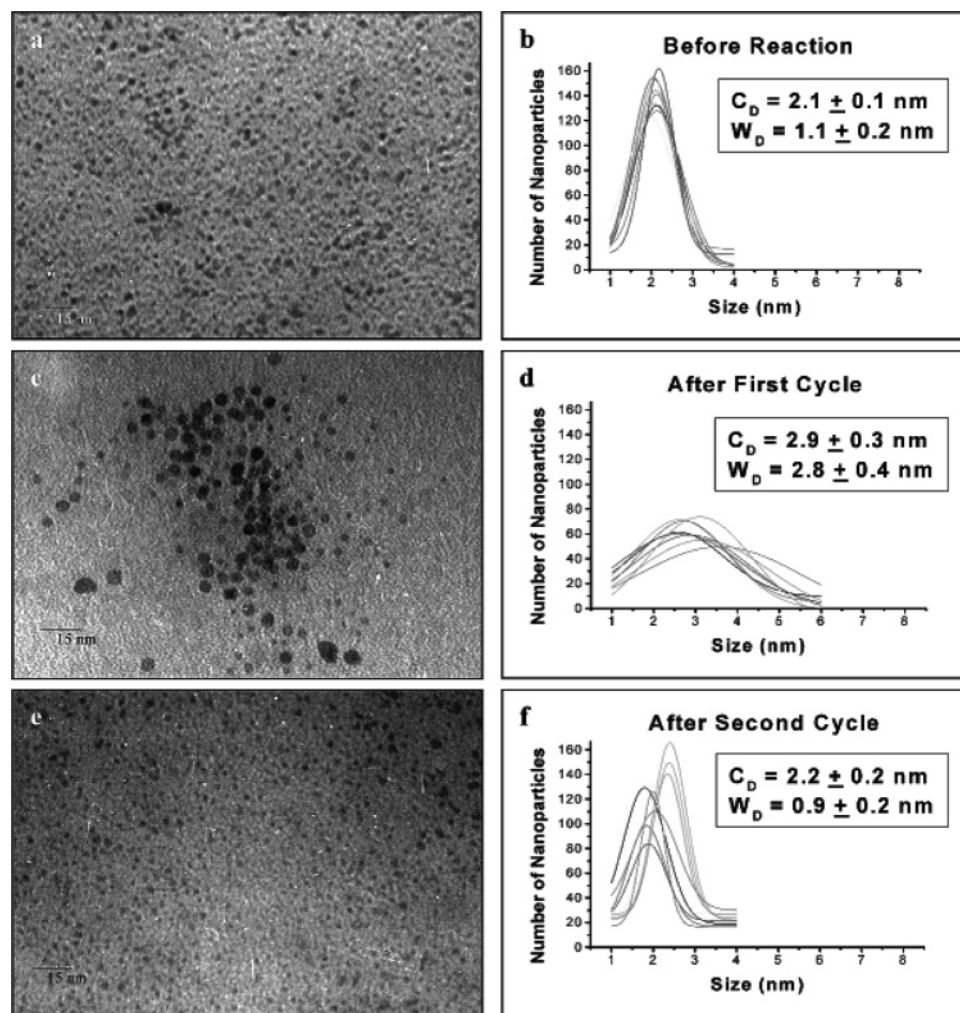 a
15 nm
b
Before Reaction
C_D = 2.1 ± 0.1 nm
W_D = 1.1 ± 0.2 nm
Number of Nanoparticles
160
140
120
100
80
60
40
20
0
1 2 3 4 5 6 7 8
Size (nm)
c
15 nm
d
After First Cycle
C_D = 2.9 ± 0.3 nm
W_D = 2.8 ± 0.4 nm
Number of Nanoparticles
160
140
120
100
80
60
40
20
0
1 2 3 4 5 6 7 8
Size (nm)
e
15 nm
f
After Second Cycle
C_D = 2.2 ± 0.2 nm
W_D = 0.9 ± 0.2 nm
Number of Nanoparticles
160
140
120
100
80
60
40
20
0
1 2 3 4 5 6 7 8
Size (nm)